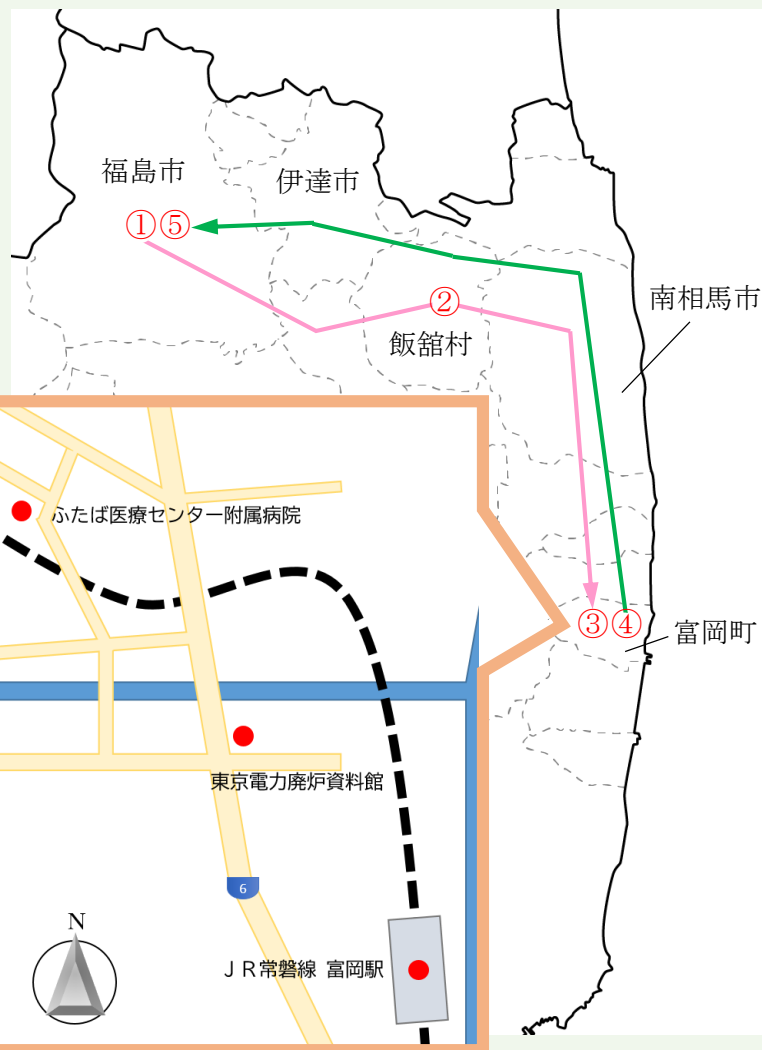 福島市
伊達市
①⑤
②
南相馬市
飯舘村
ふたば医療センター附属病院
③④
富岡町
東京電力廃炉資料館
6
N
ＪＲ常磐線 富岡駅